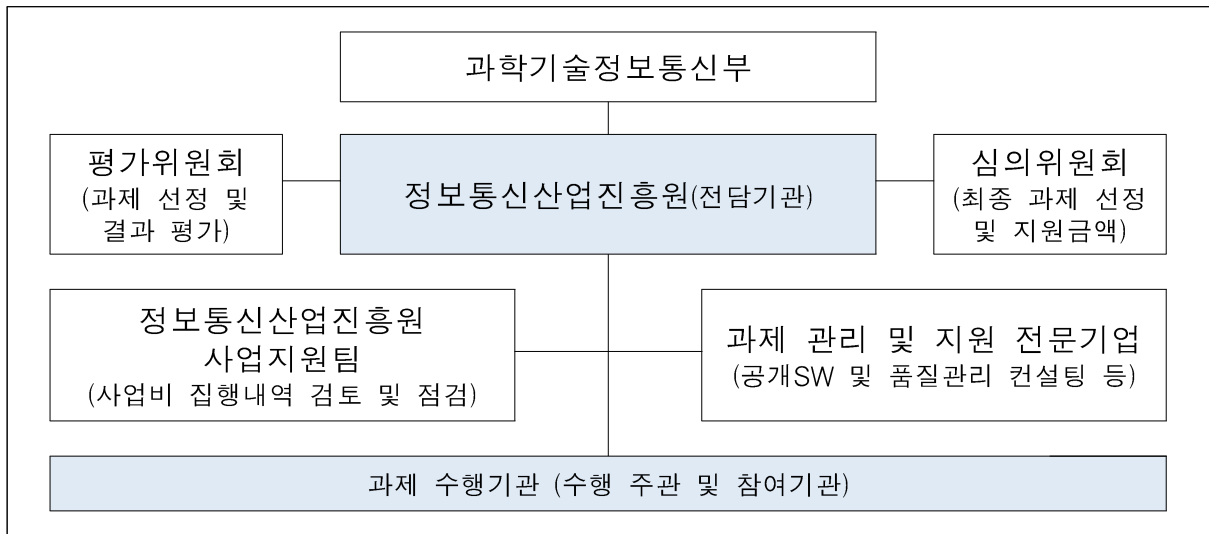 과학기술정보통신부
평가위원회
(과제 선정 및
결과 평가)
정보통신산업진흥원(전담기관)
심의위원회
(최종 과제 선정
및 지원금액)
정보통신산업진흥원
사업지원팀
(사업비 집행내역 검토 및 점검)
과제 관리 및 지원 전문기업
(공개SW 및 품질관리 컨설팅 등)
과제 수행기관 (수행 주관 및 참여기관)